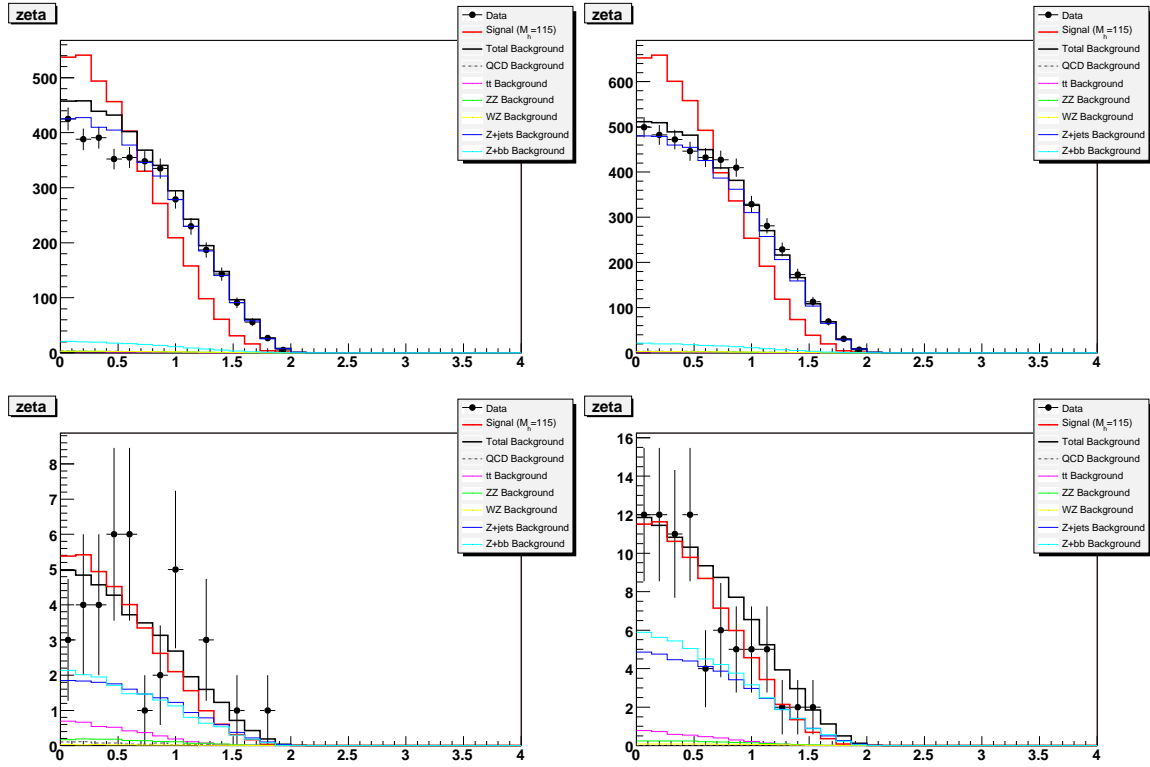 zeta
Data
Signal (M_h=115)
Total Background
QCD Background
tt Background
ZZ Background
WZ Background
Z+jets Background
Z+bb Background
500
400
300
200
100
0
0 0.5 1 1.5 2 2.5 3 3.5 4
zeta
Data
Signal (M_h=115)
Total Background
QCD Background
tt Background
ZZ Background
WZ Background
Z+jets Background
Z+bb Background
600
500
400
300
200
100
0
0 0.5 1 1.5 2 2.5 3 3.5 4
zeta
Data
Signal (M_h=115)
Total Background
QCD Background
tt Background
ZZ Background
WZ Background
Z+jets Background
Z+bb Background
8
7
6
5
4
3
2
1
0
0 0.5 1 1.5 2 2.5 3 3.5 4
zeta
Data
Signal (M_h=115)
Total Background
QCD Background
tt Background
ZZ Background
WZ Background
Z+jets Background
Z+bb Background
16
14
12
10
8
6
4
2
0
0 0.5 1 1.5 2 2.5 3 3.5 4